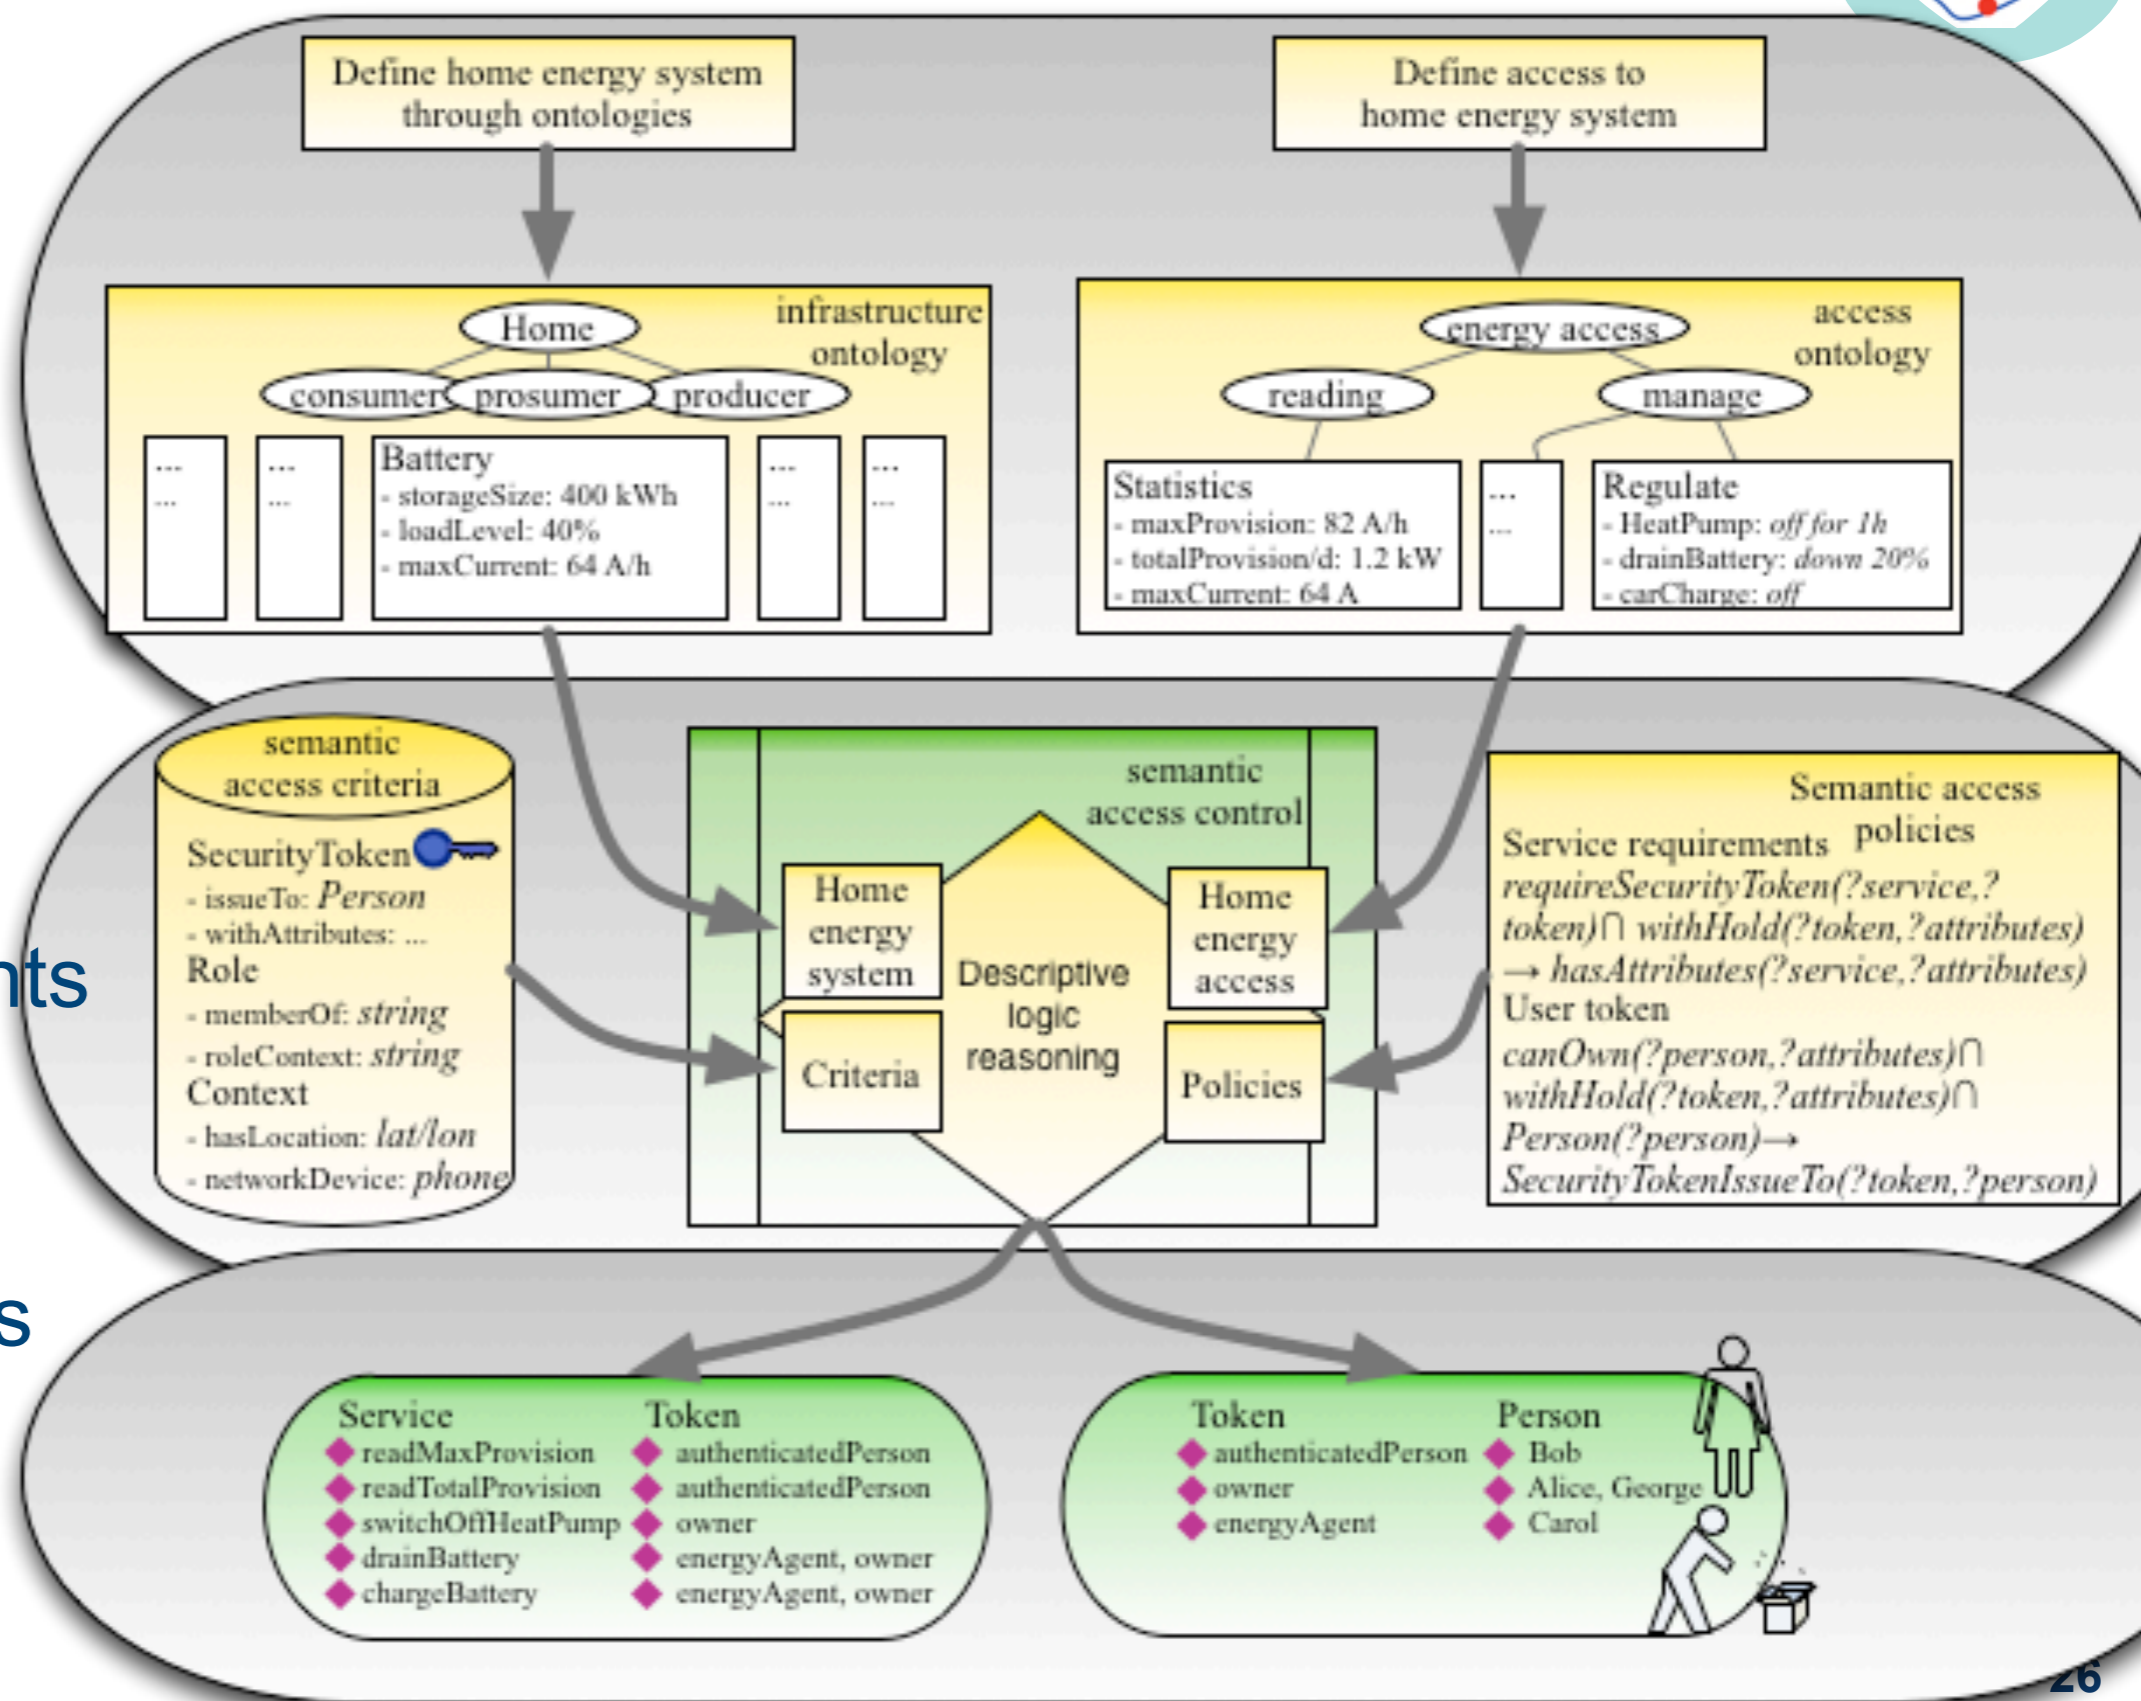 Define home energy system
through ontologies
Define access to
home energy system
infrastructure
ontology
Home
consumer
prosumer
producer
...
...
...
...
Battery
- storageSize: 400 kWh
- loadLevel: 40%
- maxCurrent: 64 A/h
...
...
...
...
access
ontology
energy access
reading
manage
Statistics
- maxProvision: 82 A/h
- totalProvision/d: 1.2 kW
- maxCurrent: 64 A
...
...
Regulate
- HeatPump: off for 1h
- drainBattery: down 20%
- carCharge: off
semantic
access criteria
SecurityToken
- issueTo: Person
- withAttributes: ...
Role
- memberOf: string
- roleContext: string
Context
- hasLocation: lat/lon
- networkDevice: phone
semantic
access control
Home
energy
system
Home
energy
access
Descriptive
logic
reasoning
Criteria
Policies
Semantic access
policies
Service requirements
requireSecurityToken(?service,?
token)∩ withHold(?token,?attributes)
→ hasAttributes(?service,?attributes)
User token
canOwn(?person,?attributes)∩
withHold(?token,?attributes)∩
Person(?person)→
SecurityTokenIssueTo(?token,?person)
nts
s
Service Token
readMaxProvision authenticatedPerson
readTotalProvision authenticatedPerson
switchOffHeatPump owner
drainBattery energyAgent, owner
chargeBattery energyAgent, owner
Token Person
authenticatedPerson Bob
owner Alice, George
energyAgent Carol
26